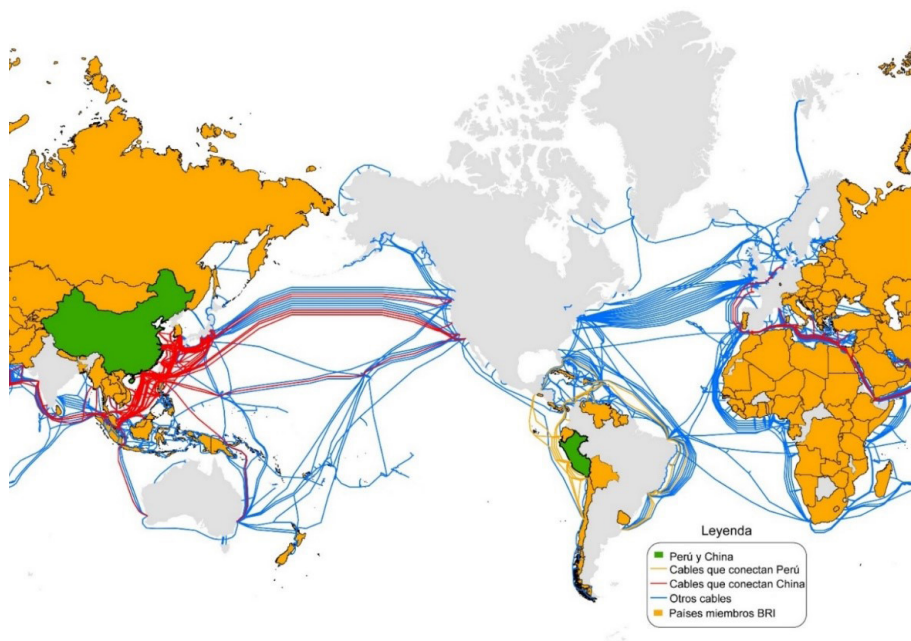 Leyenda
Perú y China
Cables que conectan Perú
Cables que conectan China
Otros cables
Países miembros BRI